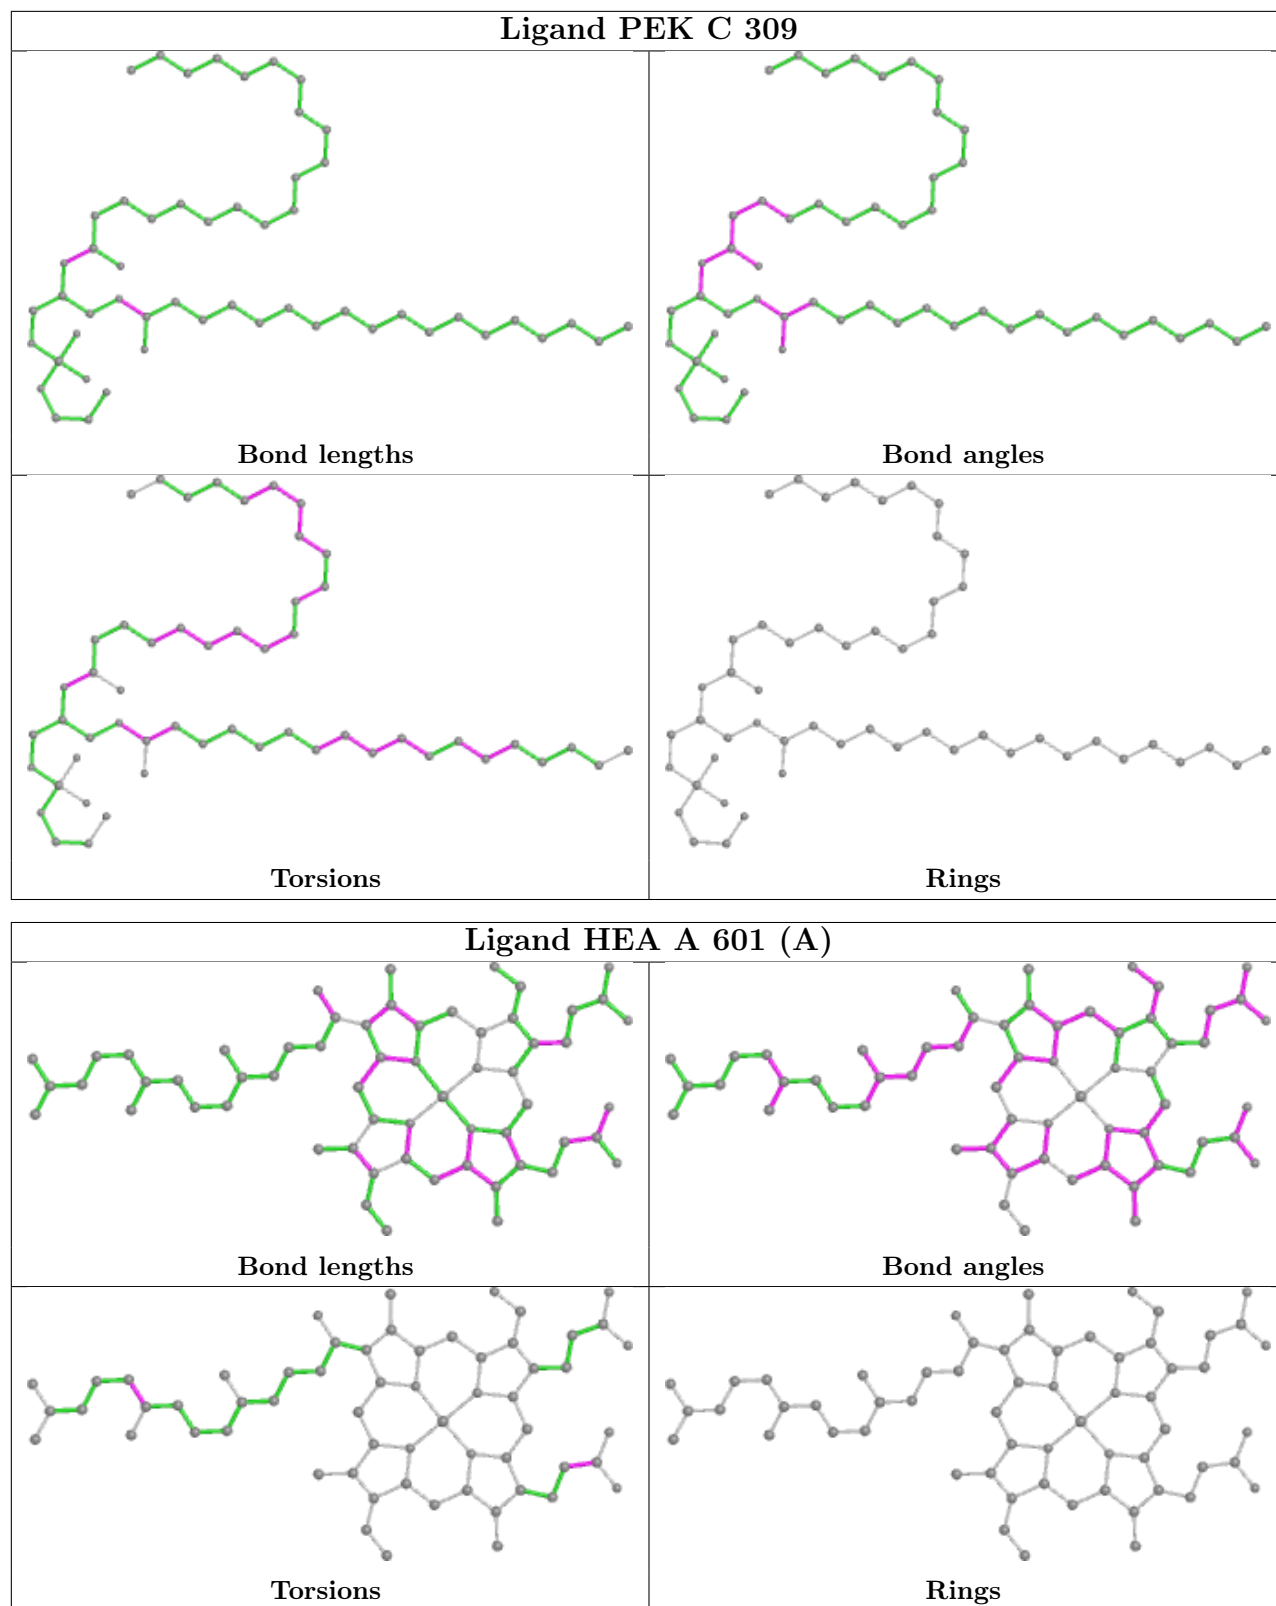 Ligand PEK C 309
Bond lengths
Bond angles
Torsions
Rings
Ligand HEA A 601 (A)
Bond lengths
Bond angles
Torsions
Rings